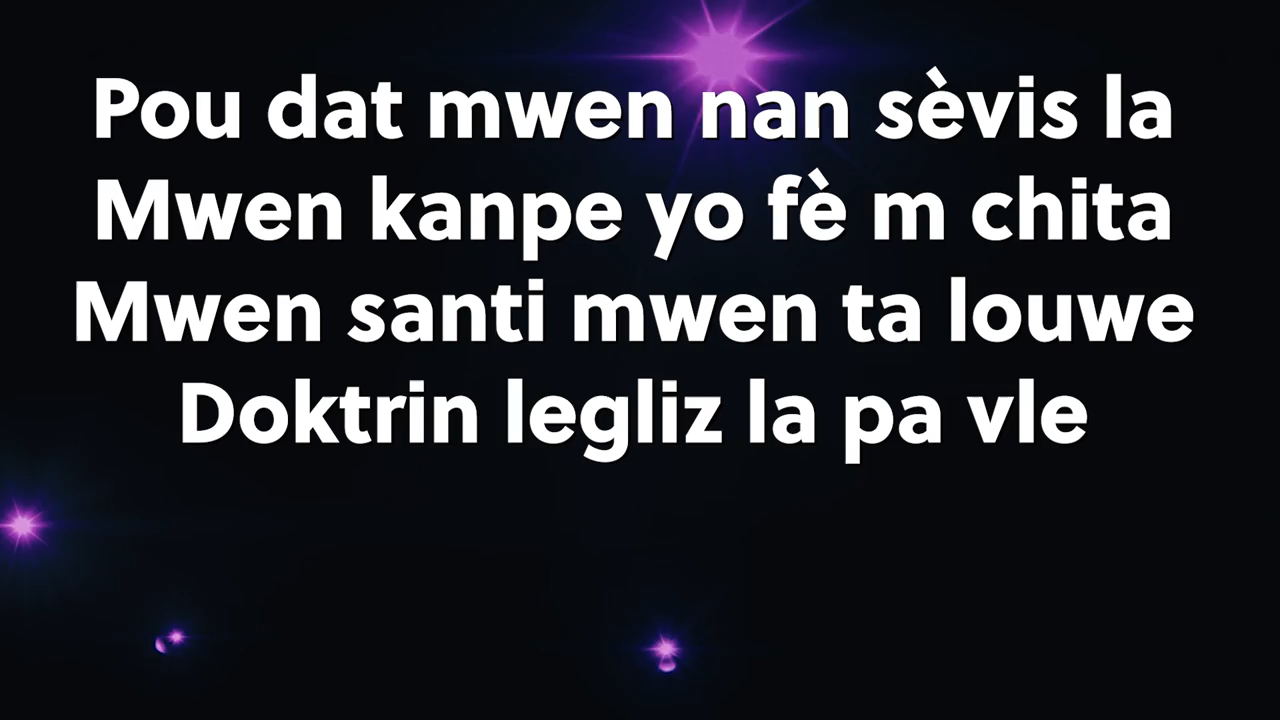 Pou dat mwen nan sèvis la
Mwen kanpe yo fè m chita
Mwen santi mwen ta louwe
Doktrin legliz la pa vle